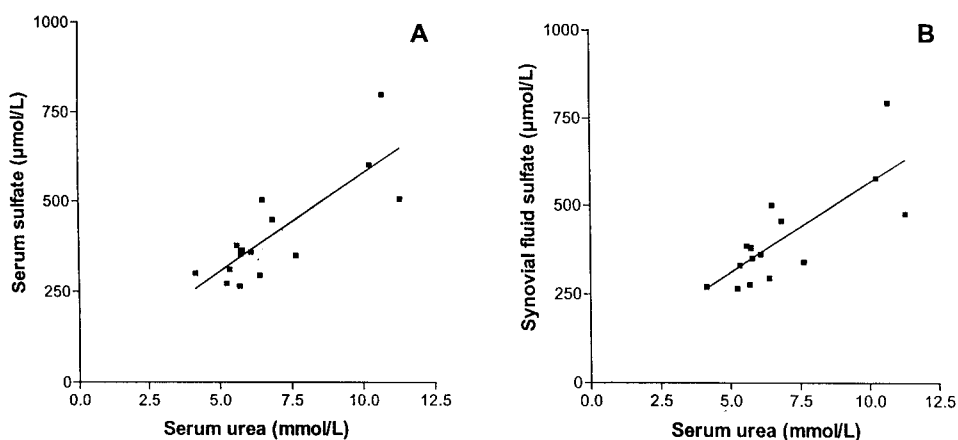 A
1000
750
500
250
0
Serum sulfate (µmol/L)
0.0 2.5 5.0 7.5 10.0 12.5
Serum urea (mmol/L)
B
1000
750
500
250
0
Synovial fluid sulfate (µmol/L)
0.0 2.5 5.0 7.5 10.0 12.5
Serum urea (mmol/L)